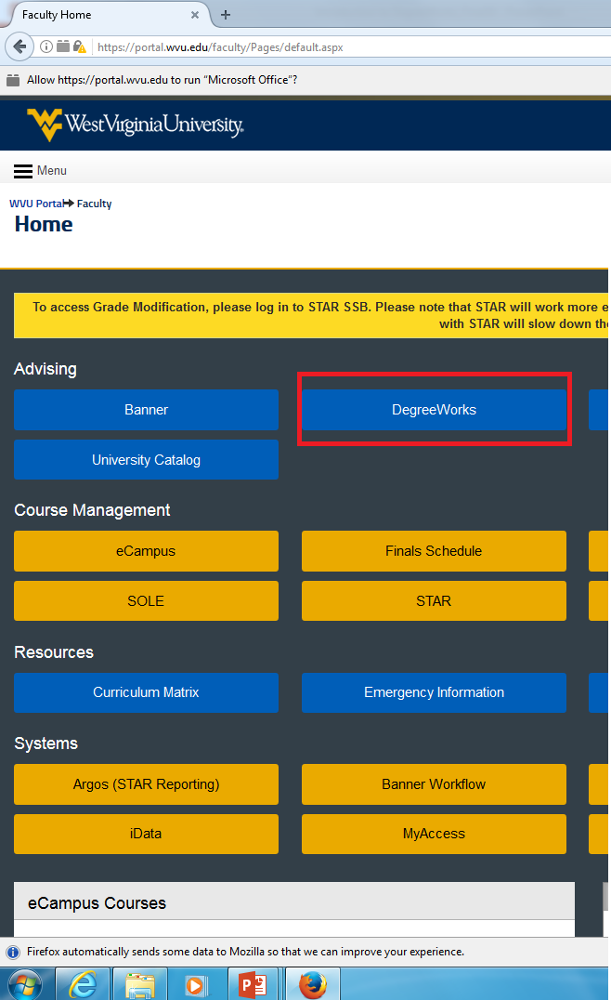 Faculty Home
https://portal.wvu.edu/faculty/Pages/default.aspx
Allow https://portal.wvu.edu to run "Microsoft Office"?
WestVirginiaUniversity.
Menu
WVU Portal Faculty
Home
To access Grade Modification, please log in to STAR SSB. Please note that STAR will work more e
with STAR will slow down the
Advising
Banner
DegreeWorks
University Catalog
Course Management
eCampus
Finals Schedule
SOLE
STAR
Resources
Curriculum Matrix
Emergency Information
Systems
Argos (STAR Reporting)
Banner Workflow
iData
MyAccess
eCampus Courses
Firefox automatically sends some data to Mozilla so that we can improve your experience.